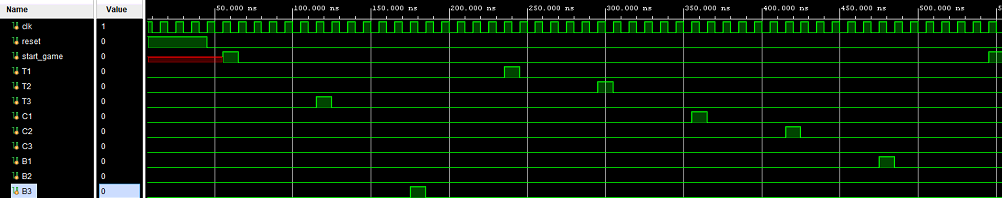 Name Value
50.000 ns 100.000 ns 150.000 ns 200.000 ns 250.000 ns 300.000 ns 350.000 ns 400.000 ns 450.000 ns 500.000 ns
clk 1
reset 0
start_game 0
T1 0
T2 0
T3 0
C1 0
C2 0
C3 0
B1 0
B2 0
B3 0